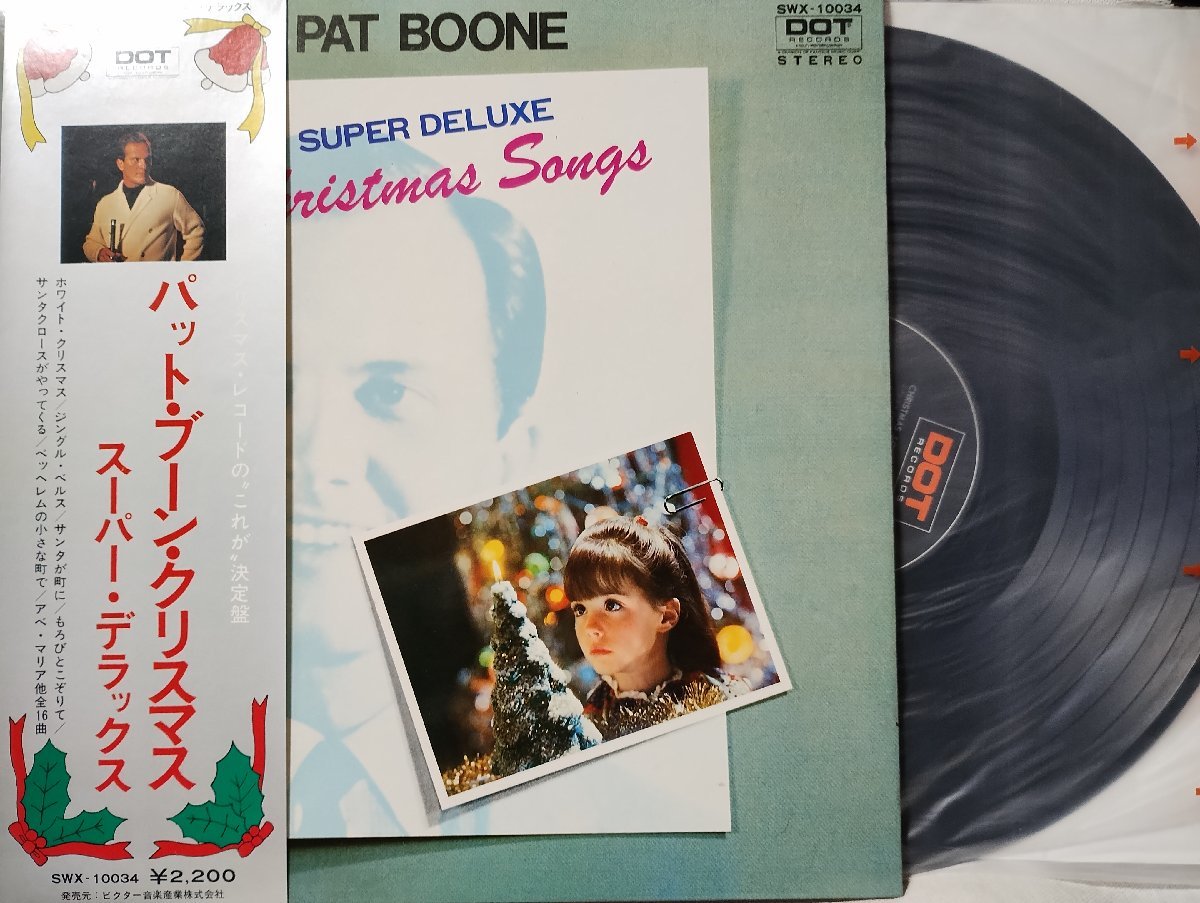 DOT
RECORDS
クリスマス・レコードの“これが”決定盤
パット・ブーン・クリスマス
スーパー・デラックス
ホワイト・クリスマス/ジングル・ベルス/サンタが町に/もろびとこぞりて/
サンタクロースがやってくる/ベツヘレムの小さな町で/アベ・マリア他全16曲
SWX-10034 ¥2,200
発売元:ビクター音楽産業株式会社
PAT BOONE
SWX-10034
DOT
RECORDS
STEREO
SUPER DELUXE
hristmas Songs
CHRISTMAS
DOT
RECORDS